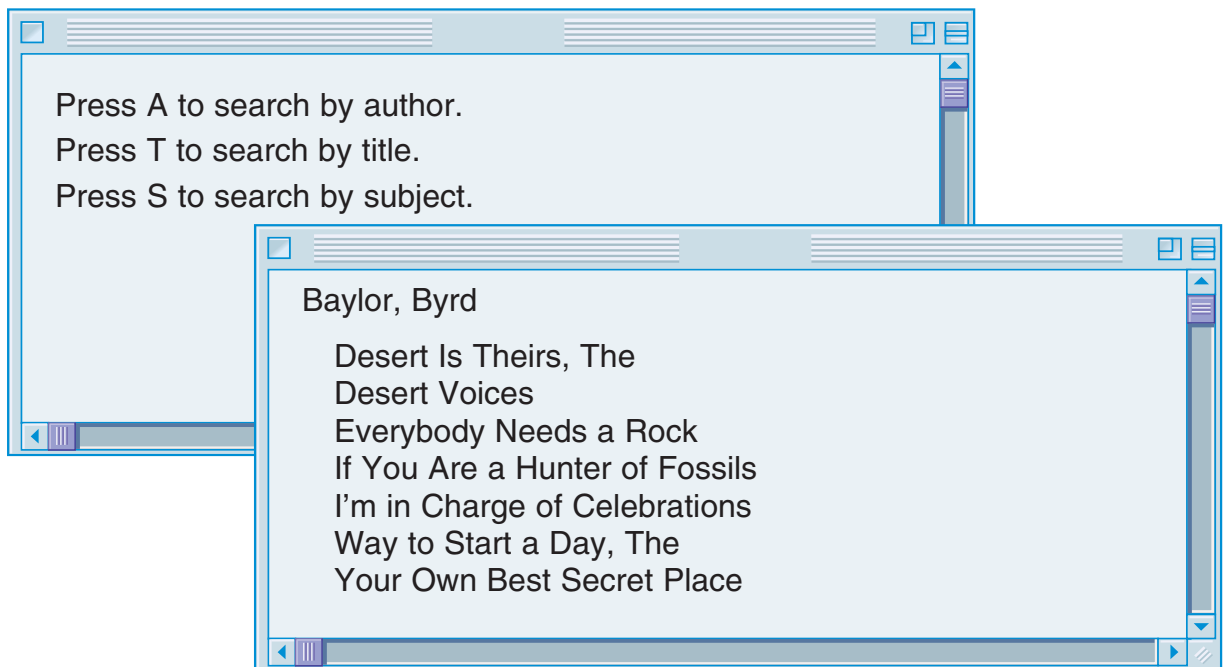 Press A to search by author.
Press T to search by title.
Press S to search by subject.
Baylor, Byrd
Desert Is Theirs, The
Desert Voices
Everybody Needs a Rock
If You Are a Hunter of Fossils
I’m in Charge of Celebrations
Way to Start a Day, The
Your Own Best Secret Place